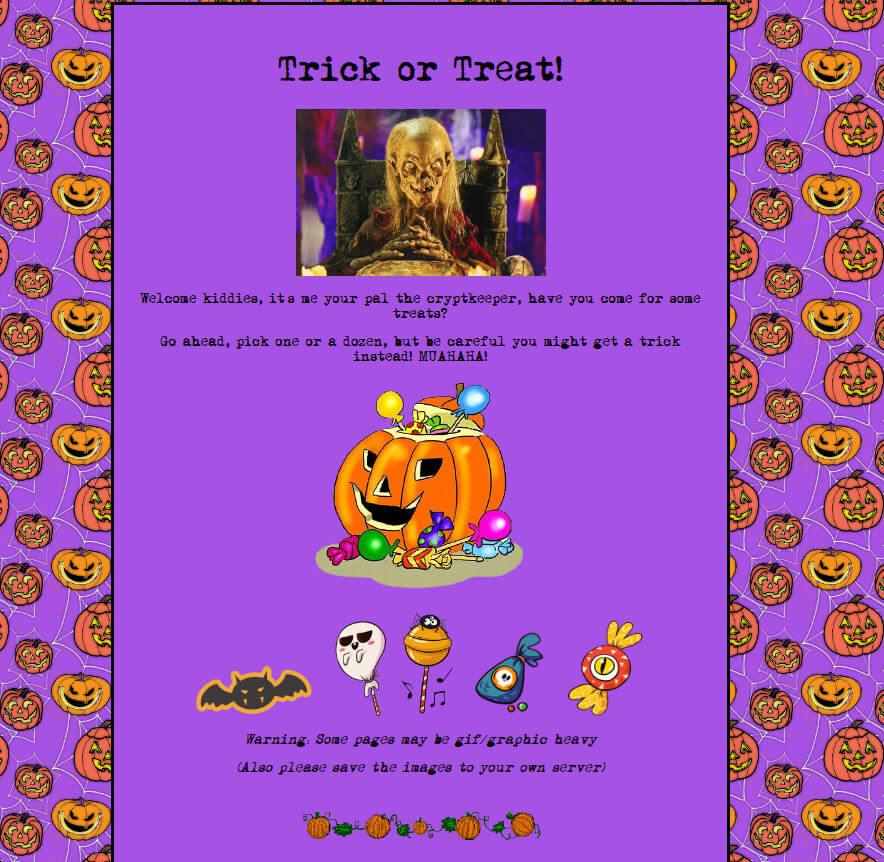 Trick or Treat!
Welcome kiddies, it's me your pal the cryptkeeper, have you come for some
treats?
Go ahead, pick one or a dozen, but be careful you might get a trick
instead! MUAHAHA!
Warning: Some pages may be gif/graphic heavy
(Also please save the images to your own server)